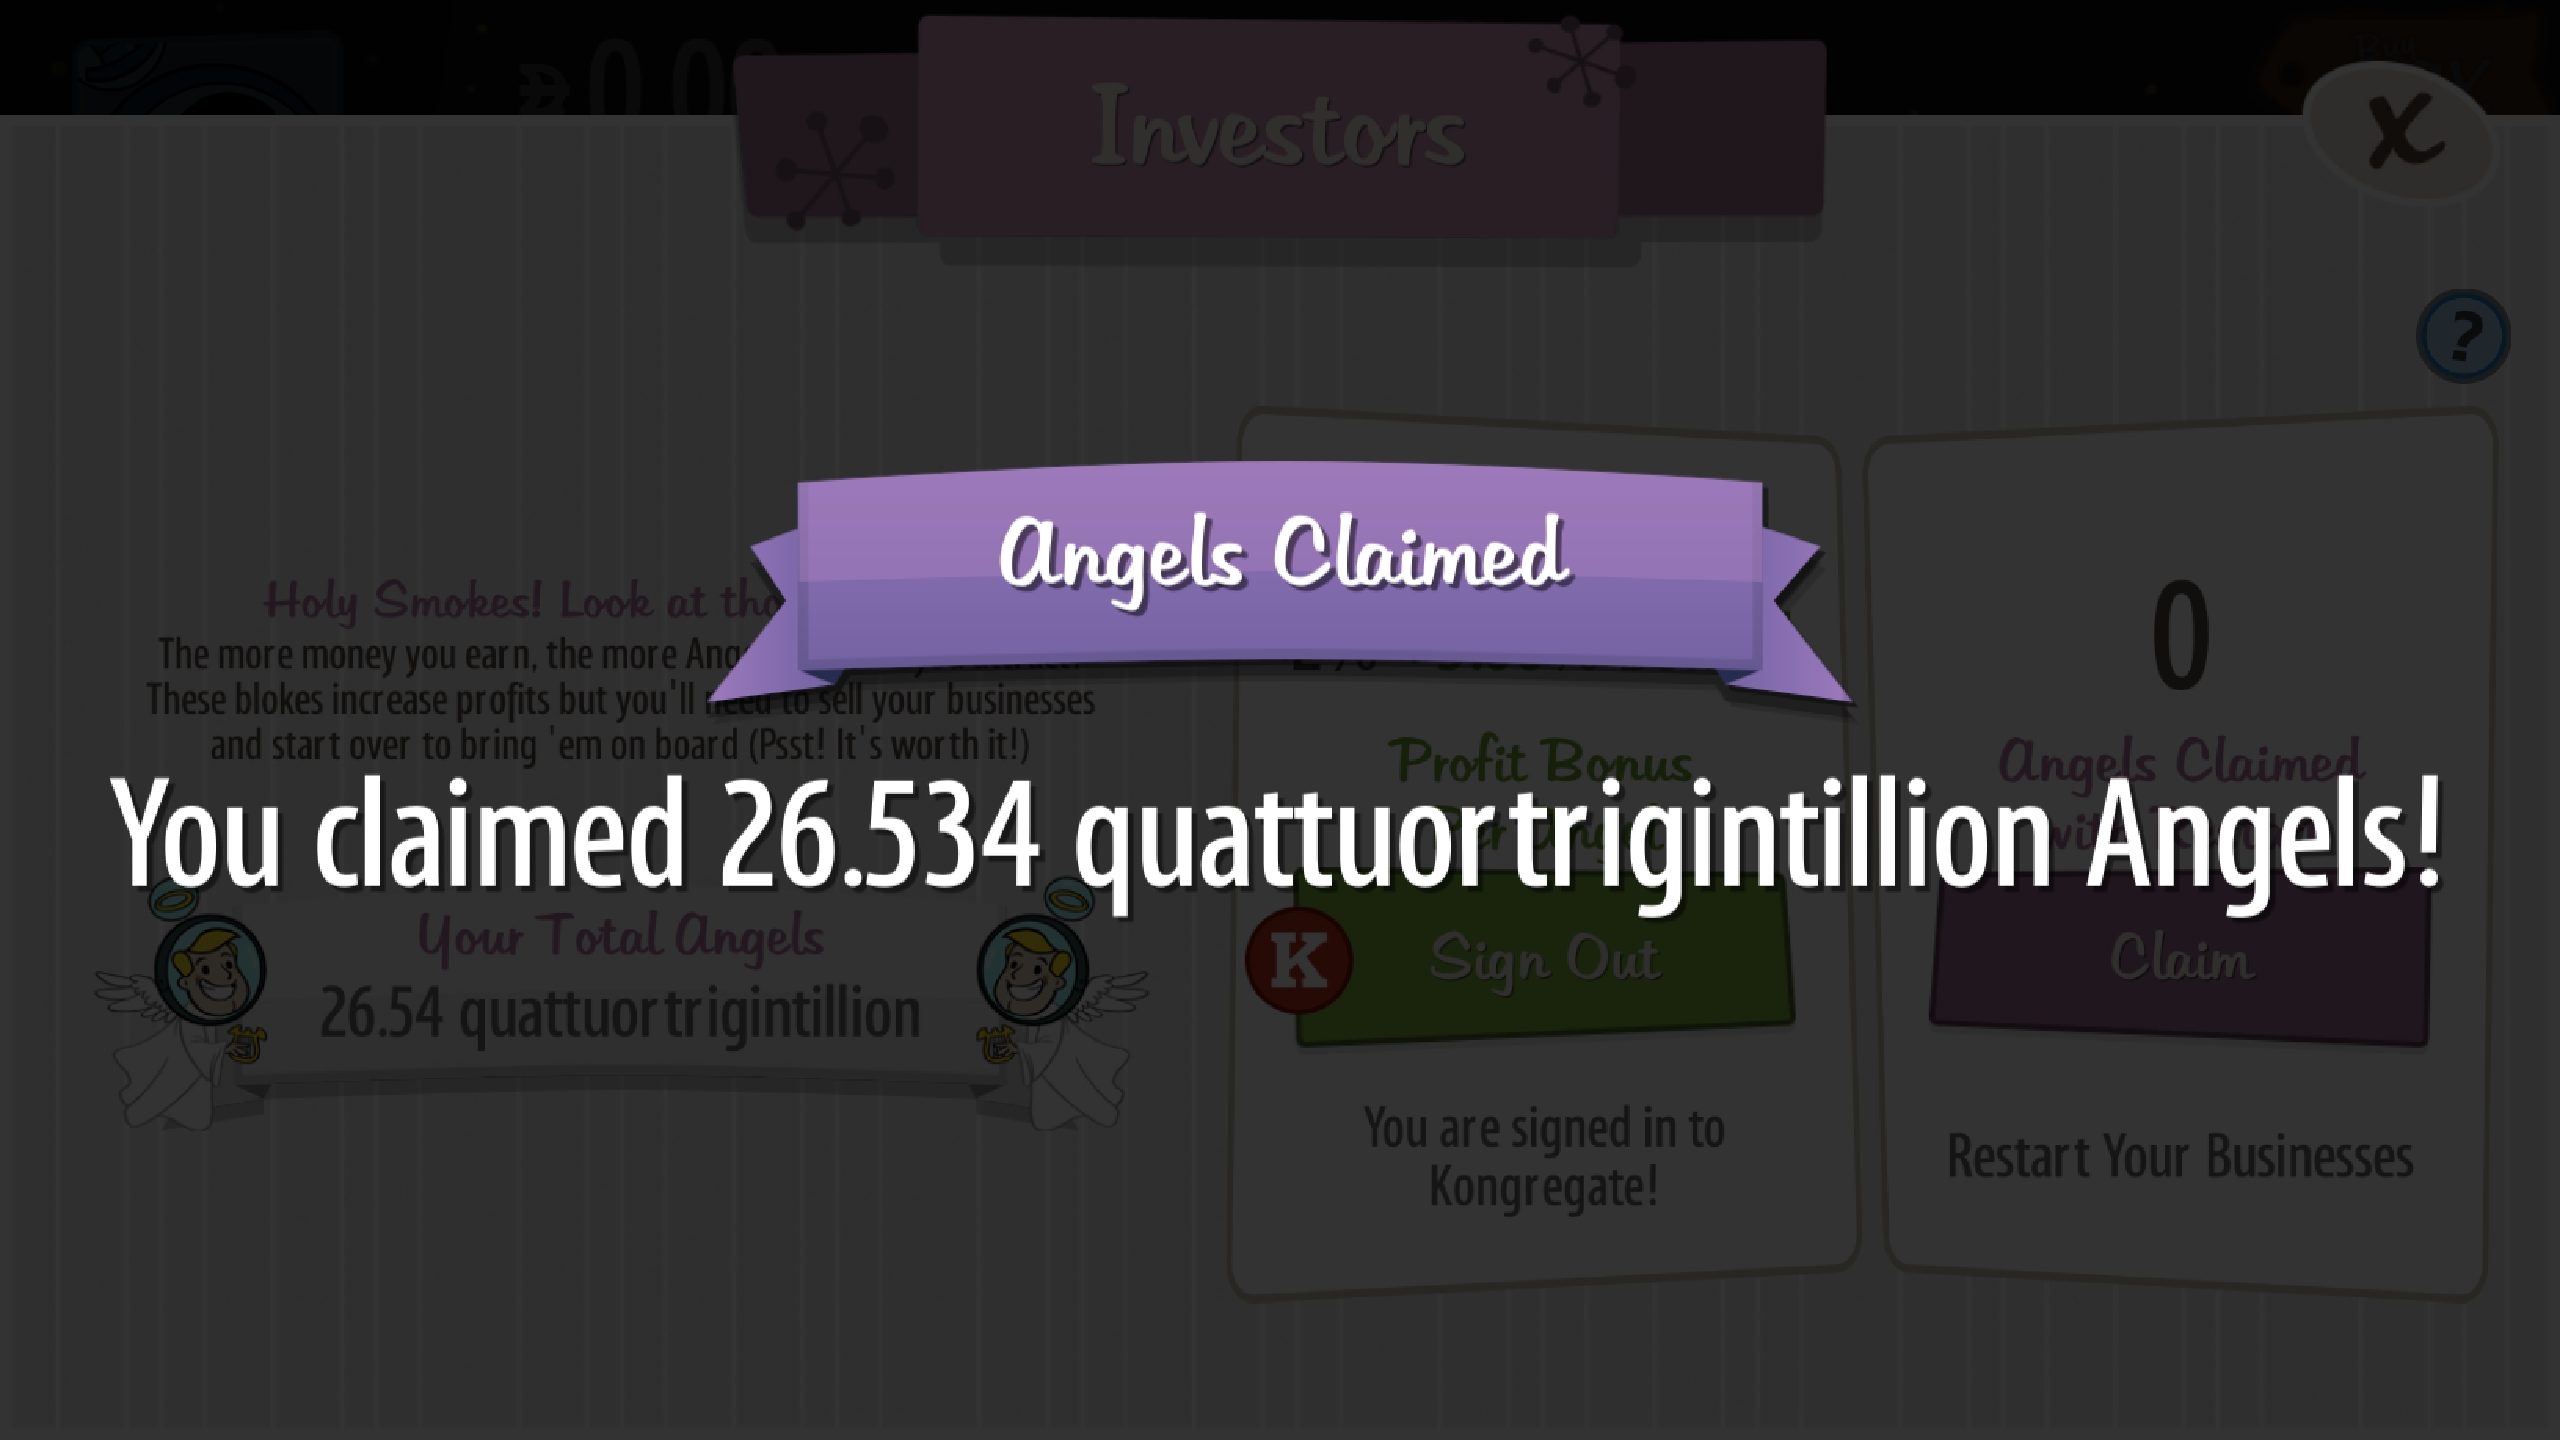 Investors
X
?
Angels Claimed
Holy Smokes! Look at
The more money you earn, the more
These blokes increase profits but you'll need to sell your businesses
and start over to bring 'em on board (Psst! It's worth it!)
0
Profit Bonus
Angels Claimed
You claimed 26.534 quattuortrigintillion Angels!
Your Total Angels
26.54 quattuortrigintillion
K
Sign Out
Claim
You are signed in to
Kongregate!
Restart Your Businesses